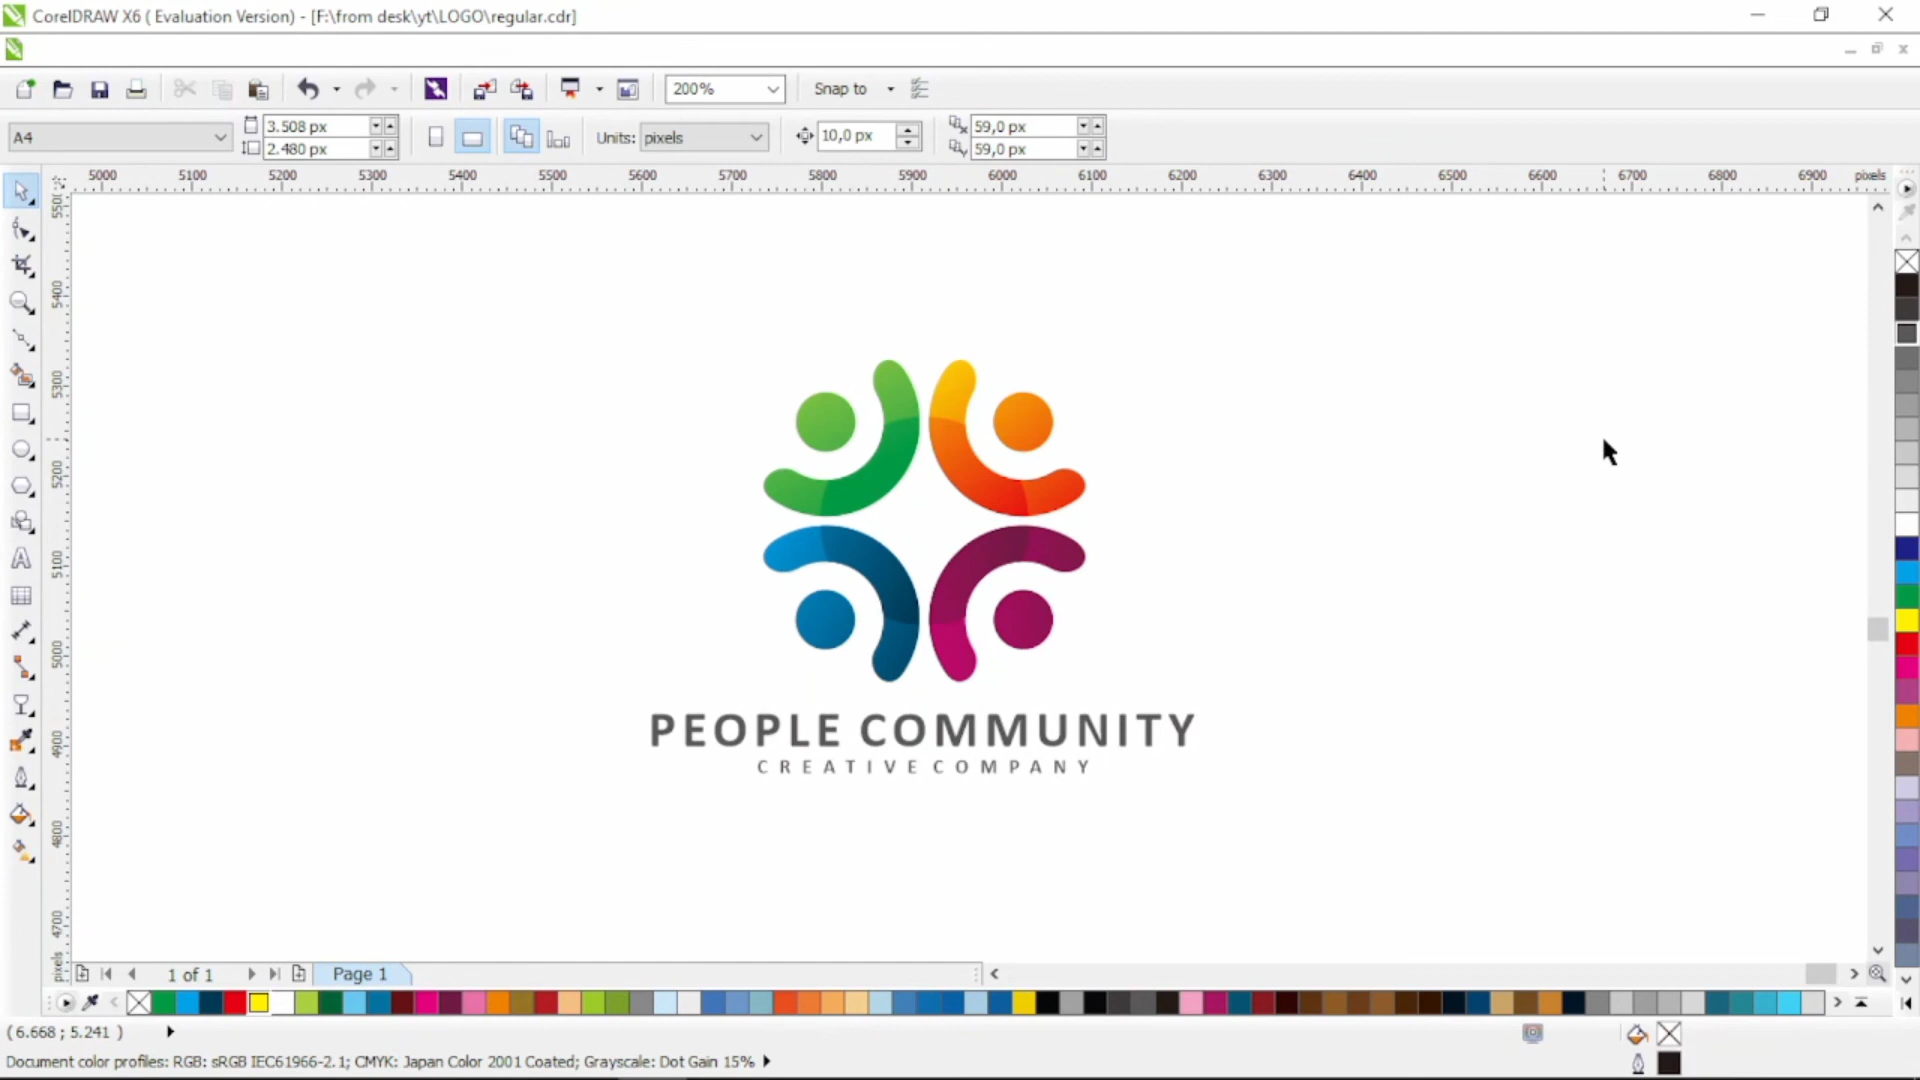 CorelDRAW X6 ( Evaluation Version) - [F:\from desk\yt\LOGO\regular.cdr]
200%
Snap to
A4
3.508 px
2.480 px
Units: pixels
10,0 px
59,0 px
59,0 px
5000 5100 5200 5300 5400 5500 5600 5700 5800 5900 6000 6100 6200 6300 6400 6500 6600 6700 6800 6900 pixels
5500
5400
5300
5200
5100
5000
4900
4800
4700
pixels
PEOPLE COMMUNITY
CREATIVE COMPANY
1 of 1
Page 1
( 6.668 ; 5.241 )
Document color profiles: RGB: sRGB IEC61966-2.1; CMYK: Japan Color 2001 Coated; Grayscale: Dot Gain 15%